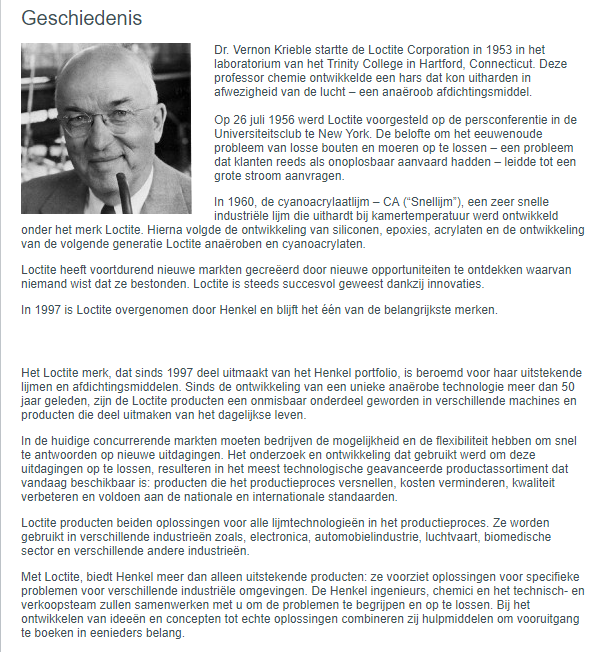 Geschiedenis
Dr. Vernon Krieble startte de Loctite Corporation in 1953 in het
laboratorium van het Trinity College in Hartford, Connecticut. Deze
professor chemie ontwikkelde een hars dat kon uitharden in
afwezigheid van de lucht – een anaëroob afdichtingsmiddel.
Op 26 juli 1956 werd Loctite voorgesteld op de persconferentie in de
Universiteitsclub te New York. De belofte om het eeuwenoude
probleem van losse bouten en moeren op te lossen – een probleem
dat klanten reeds als onoplosbaar aanvaard hadden – leidde tot een
grote stroom aanvragen.
In 1960, de cyanoacrylaatlijm – CA (“Snellijm”), een zeer snelle
industriële lijm die uithardt bij kamertemperatuur werd ontwikkeld
onder het merk Loctite. Hierna volgde de ontwikkeling van siliconen, epoxies, acrylaten en de ontwikkeling
van de volgende generatie Loctite anaëroben en cyanoacrylaten.
Loctite heeft voortdurend nieuwe markten gecreëerd door nieuwe opportuniteiten te ontdekken waarvan
niemand wist dat ze bestonden. Loctite is steeds succesvol geweest dankzij innovaties.
In 1997 is Loctite overgenomen door Henkel en blijft het één van de belangrijkste merken.
Het Loctite merk, dat sinds 1997 deel uitmaakt van het Henkel portfolio, is beroemd voor haar uitstekende
lijmen en afdichtingsmiddelen. Sinds de ontwikkeling van een unieke anaërobe technologie meer dan 50
jaar geleden, zijn de Loctite producten een onmisbaar onderdeel geworden in verschillende machines en
producten die deel uitmaken van het dagelijkse leven.
In de huidige concurrerende markten moeten bedrijven de mogelijkheid en de flexibiliteit hebben om snel
te antwoorden op nieuwe uitdagingen. Het onderzoek en ontwikkeling dat gebruikt werd om deze
uitdagingen op te lossen, resulteren in het meest technologische geavanceerde productassortiment dat
vandaag beschikbaar is: producten die het productieproces versnellen, kosten verminderen, kwaliteit
verbeteren en voldoen aan de nationale en internationale standaarden.
Loctite producten beiden oplossingen voor alle lijmtechnologieën in het productieproces. Ze worden
gebruikt in verschillende industrieën zoals, electronica, automobielindustrie, luchtvaart, biomedische
sector en verschillende andere industrieën.
Met Loctite, biedt Henkel meer dan alleen uitstekende producten: ze voorziet oplossingen voor specifieke
problemen voor verschillende industriële omgevingen. De Henkel ingenieurs, chemici en het technisch- en
verkoopsteam zullen samenwerken met u om de problemen te begrijpen en op te lossen. Bij het
ontwikkelen van ideeën en concepten tot echte oplossingen combineren zij hulpmiddelen om vooruitgang
te boeken in eenieders belang.